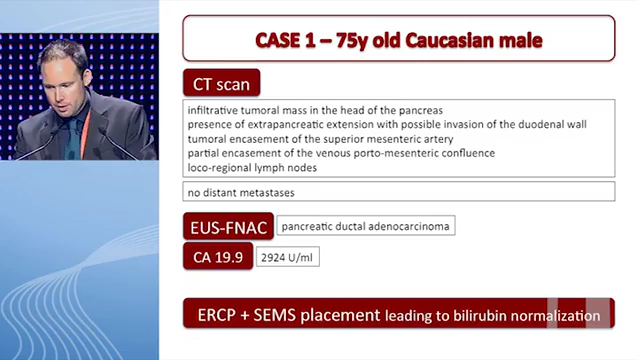 CASE 1 – 75y old Caucasian male
CT scan
infiltrative tumoral mass in the head of the pancreas
presence of extrapancreatic extension with possible invasion of the duodenal wall
tumoral encasement of the superior mesenteric artery
partial encasement of the venous porto-mesenteric confluence
loco-regional lymph nodes
no distant metastases
EUS-FNAC pancreatic ductal adenocarcinoma
CA 19.9 2924 U/ml
ERCP + SEMS placement leading to bilirubin normalization